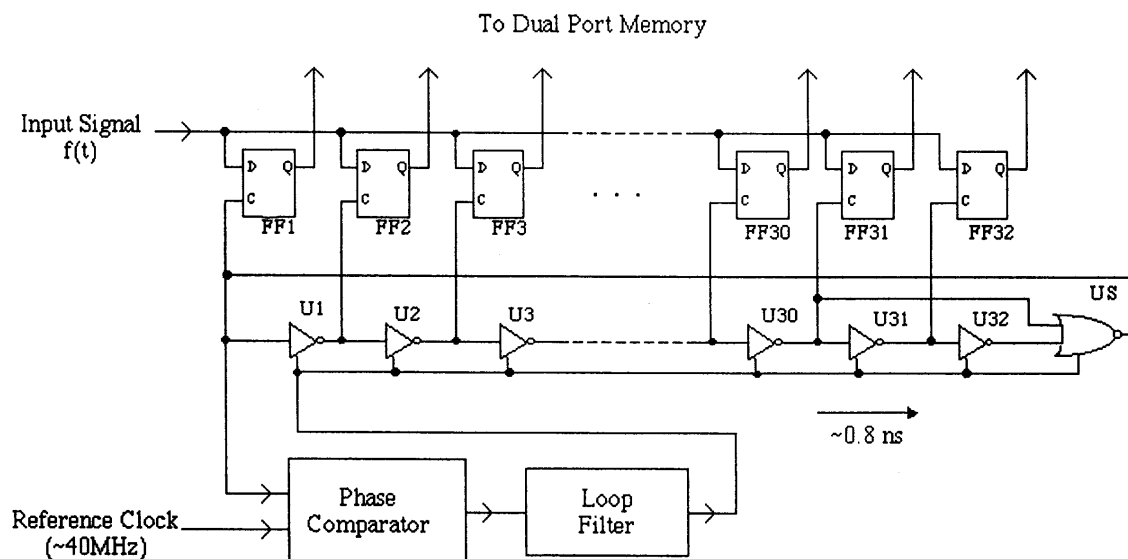 To Dual Port Memory
Input Signal
f(t)
D Q
C
FF1
D Q
C
FF2
D Q
C
FF3
. . .
D Q
C
FF30
D Q
C
FF31
D Q
C
FF32
U1
U2
U3
U30
U31
U32
US
~0.8 ns
Phase
Comparator
Loop
Filter
Reference Clock
(~40MHz)